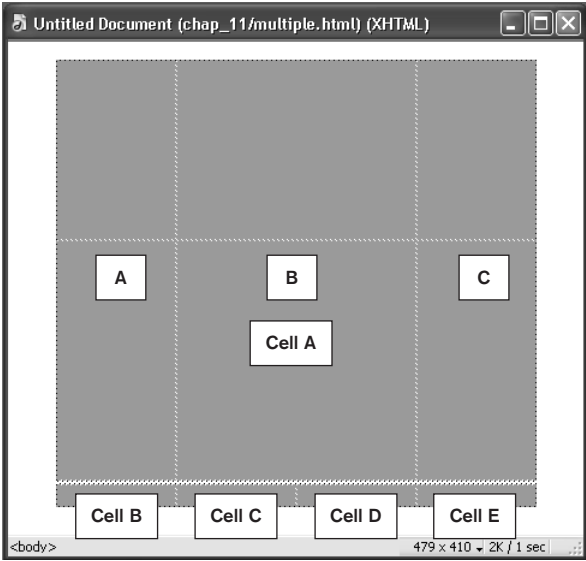 Untitled Document (chap_11/multiple.html) (XHTML)
A B C
Cell A
Cell B Cell C Cell D Cell E
<body> 479 x 410 2K / 1 sec